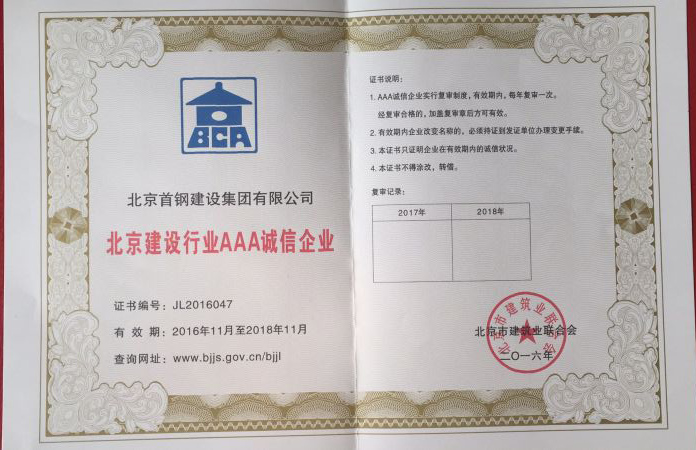 BCA
北京首钢建设集团有限公司
北京建设行业AAA诚信企业
证书编号：JL2016047
有 效 期：2016年11月至2018年11月
查询网址：www.bjjs.gov.cn/bjjl
证书说明：
1. AAA诚信企业实行复审制度，有效期内，每年复审一次。
经复审合格的，加盖复审章后方可有效。
2. 有效期内企业改变名称的，必须待证到发证单位办理变更手续。
3. 本证书只证明企业在有效期内的诚信状况。
4. 本证书不得涂改，转借。
复审记录：
2017年 2018年
北京市建筑业联合会
二〇一六年
北京市建筑业联合会